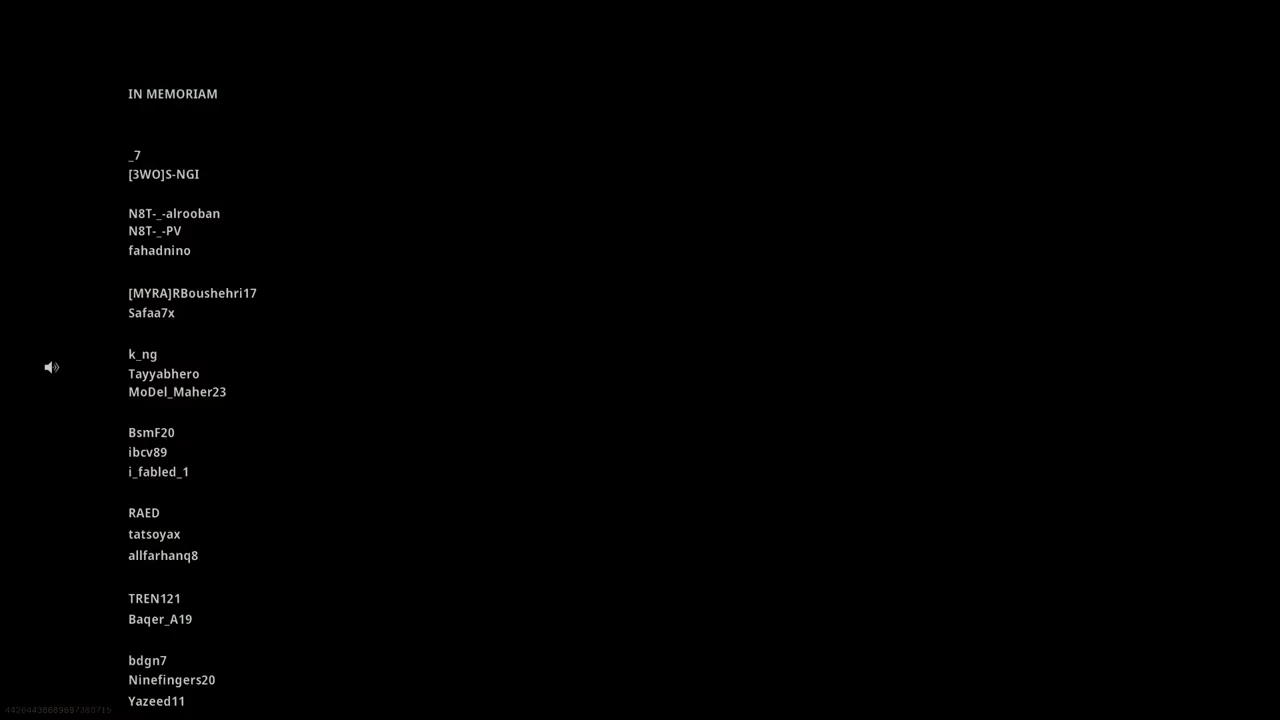 IN MEMORIAM
_7
[3WO]S-NGI
N8T-_-alrooban
N8T-_-PV
fahadnino
[MYRA]RBoushehri17
Safaa7x
k_ng
Tayyabhero
MoDel_Maher23
BsmF20
ibcv89
i_fabled_1
RAED
tatsoyax
allfarhanq8
TREN121
Baqer_A19
bdgn7
Ninefingers20
Yazeed11